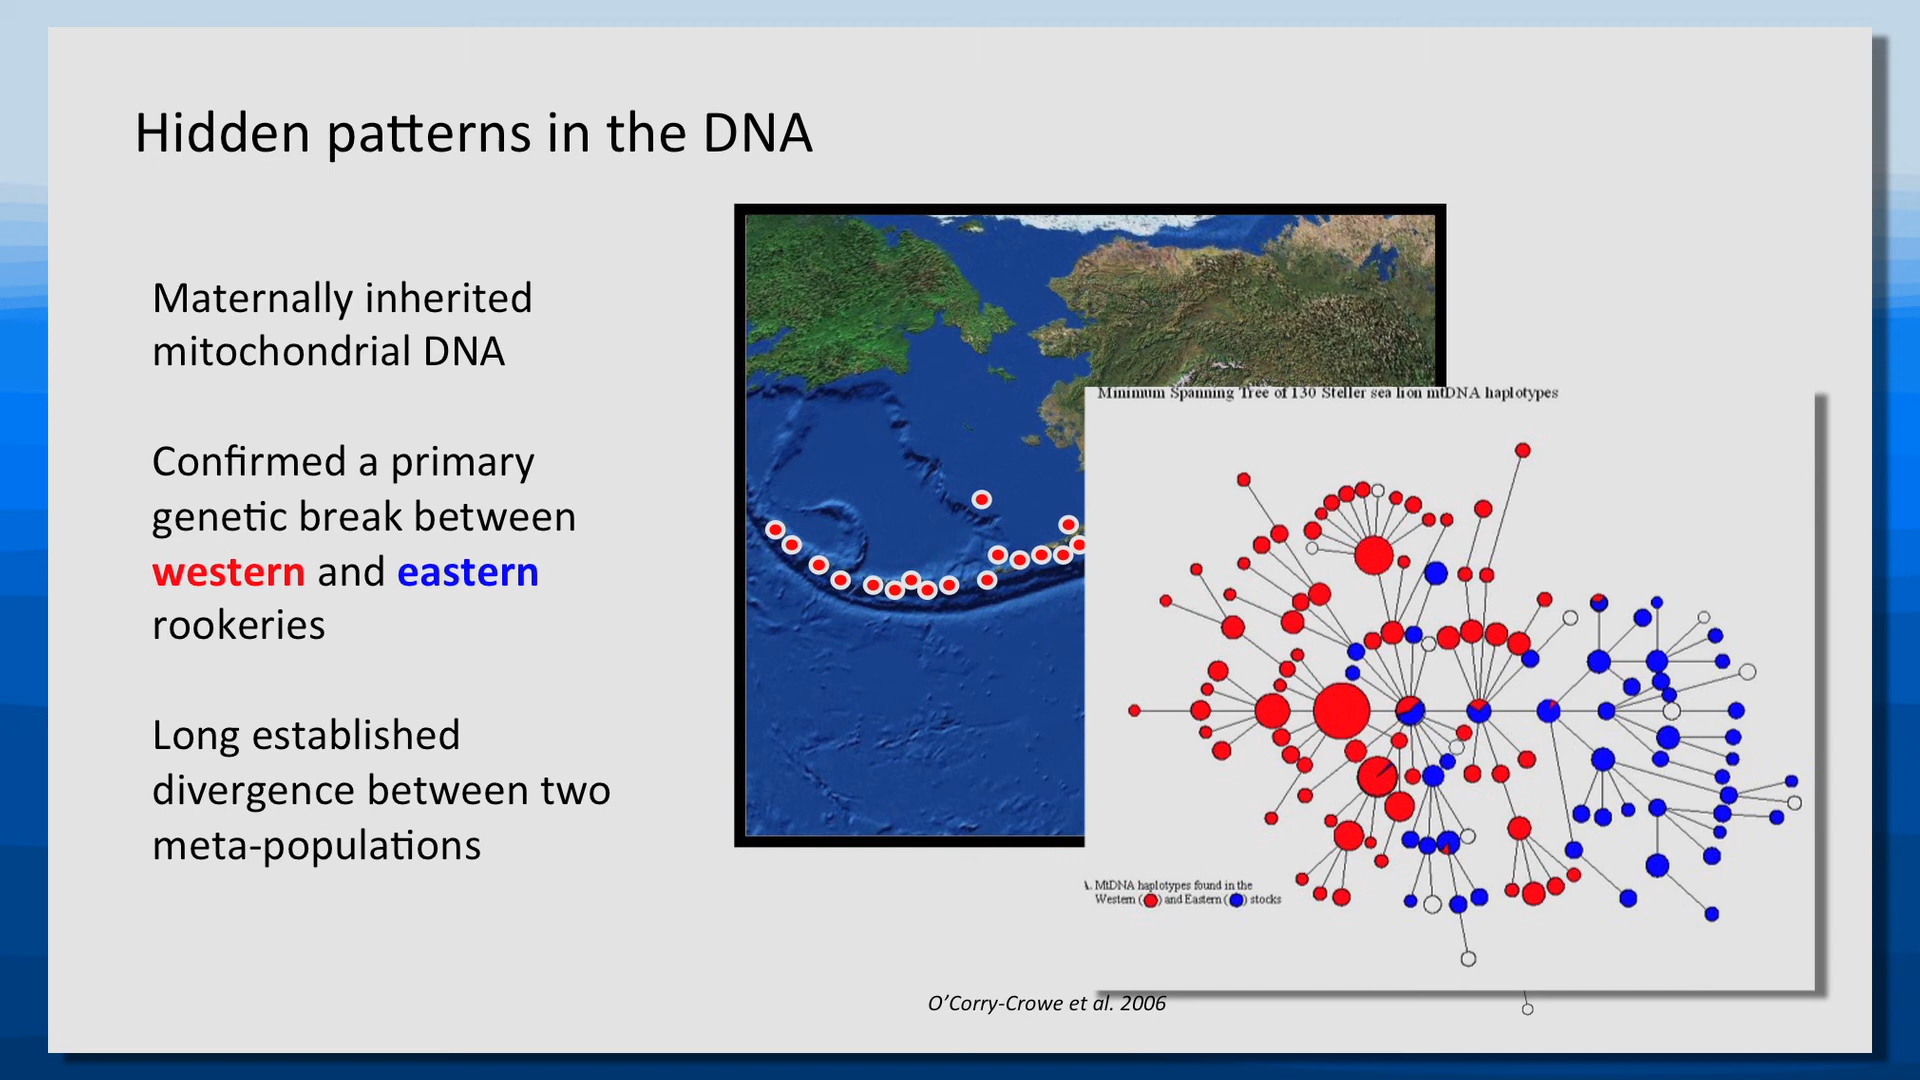 Hidden patterns in the DNA
Maternally inherited
mitochondrial DNA
Confirmed a primary
genetic break between
western and eastern
rookeries
Long established
divergence between two
meta-populations
Minimum Spanning Tree of 130 Steller sea lion mtDNA haplotypes
A. MtDNA haplotypes found in the
Western ( ) and Eastern ( ) stocks
O’Corry-Crowe et al. 2006